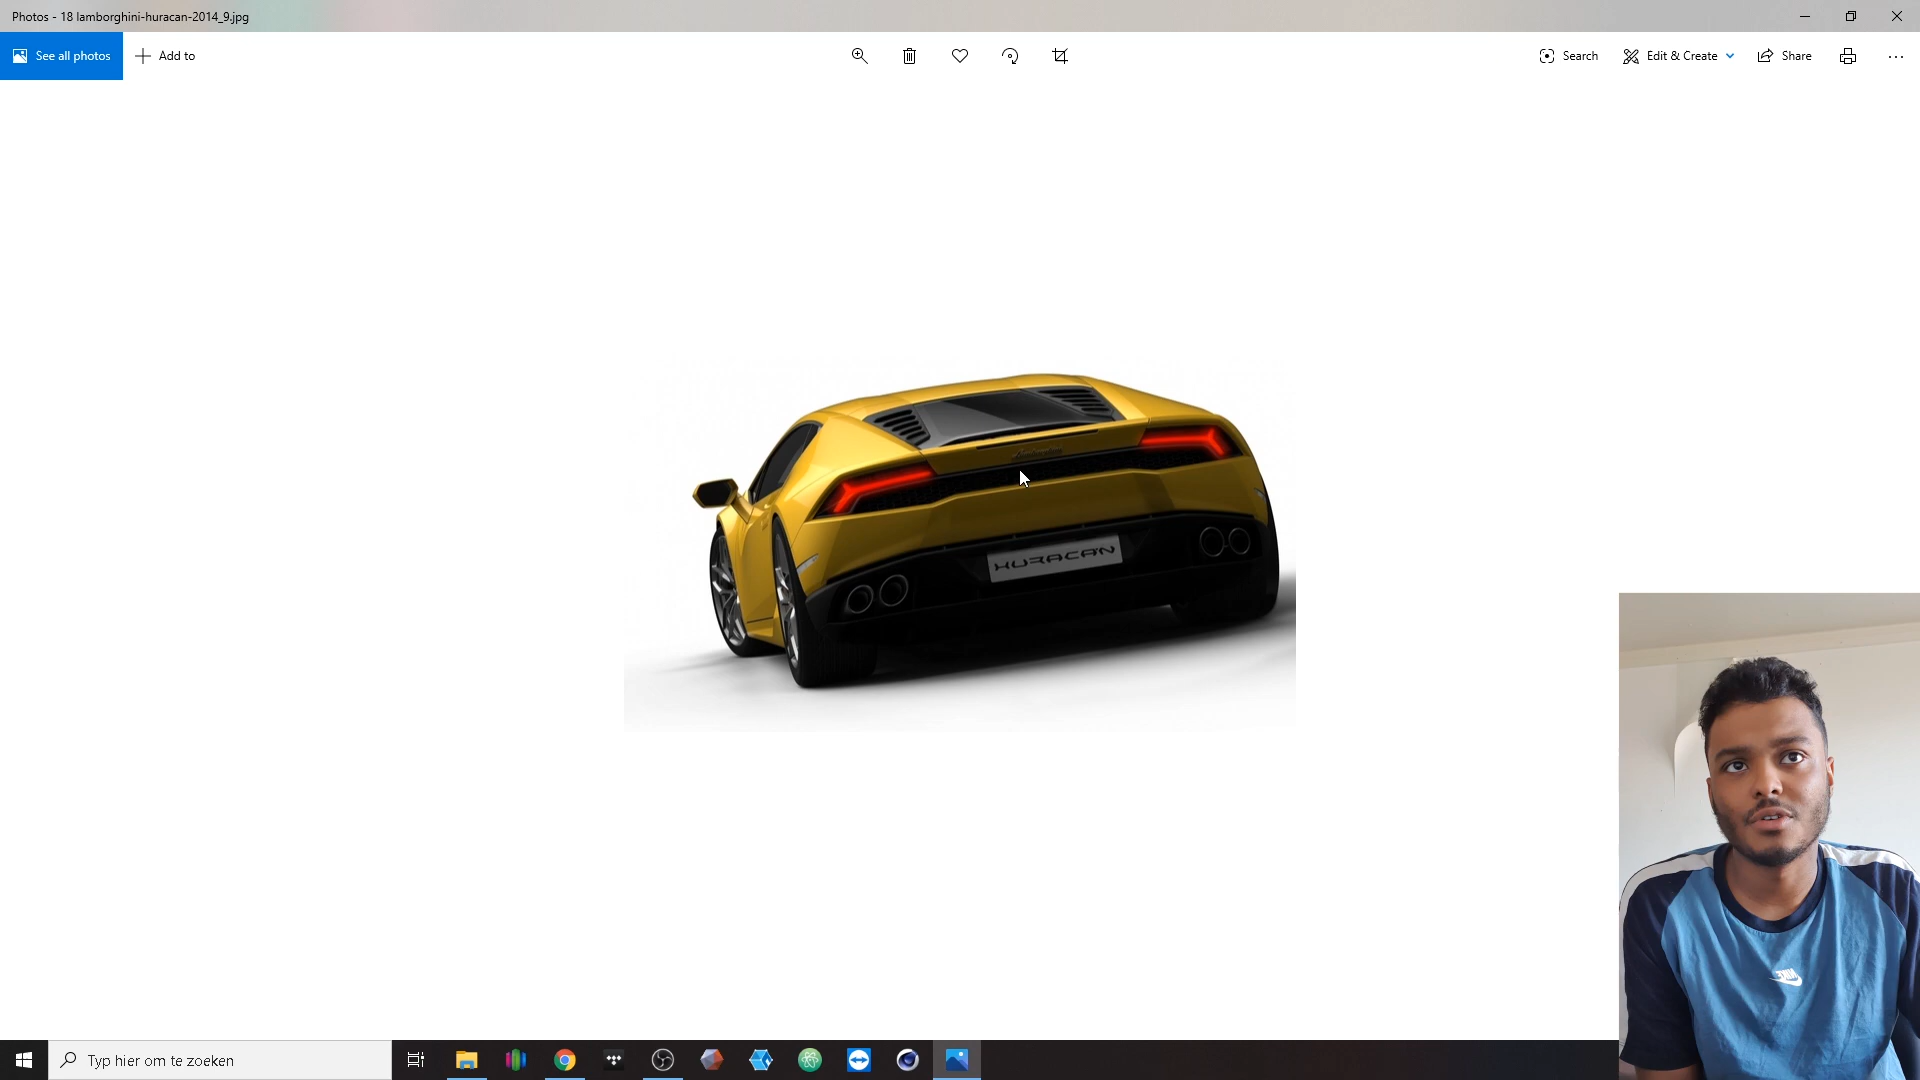 Photos - 18 lamborghini-huracan-2014_9.jpg
See all photos
Add to
Search
Edit & Create
Share
HURACAN
Typ hier om te zoeken